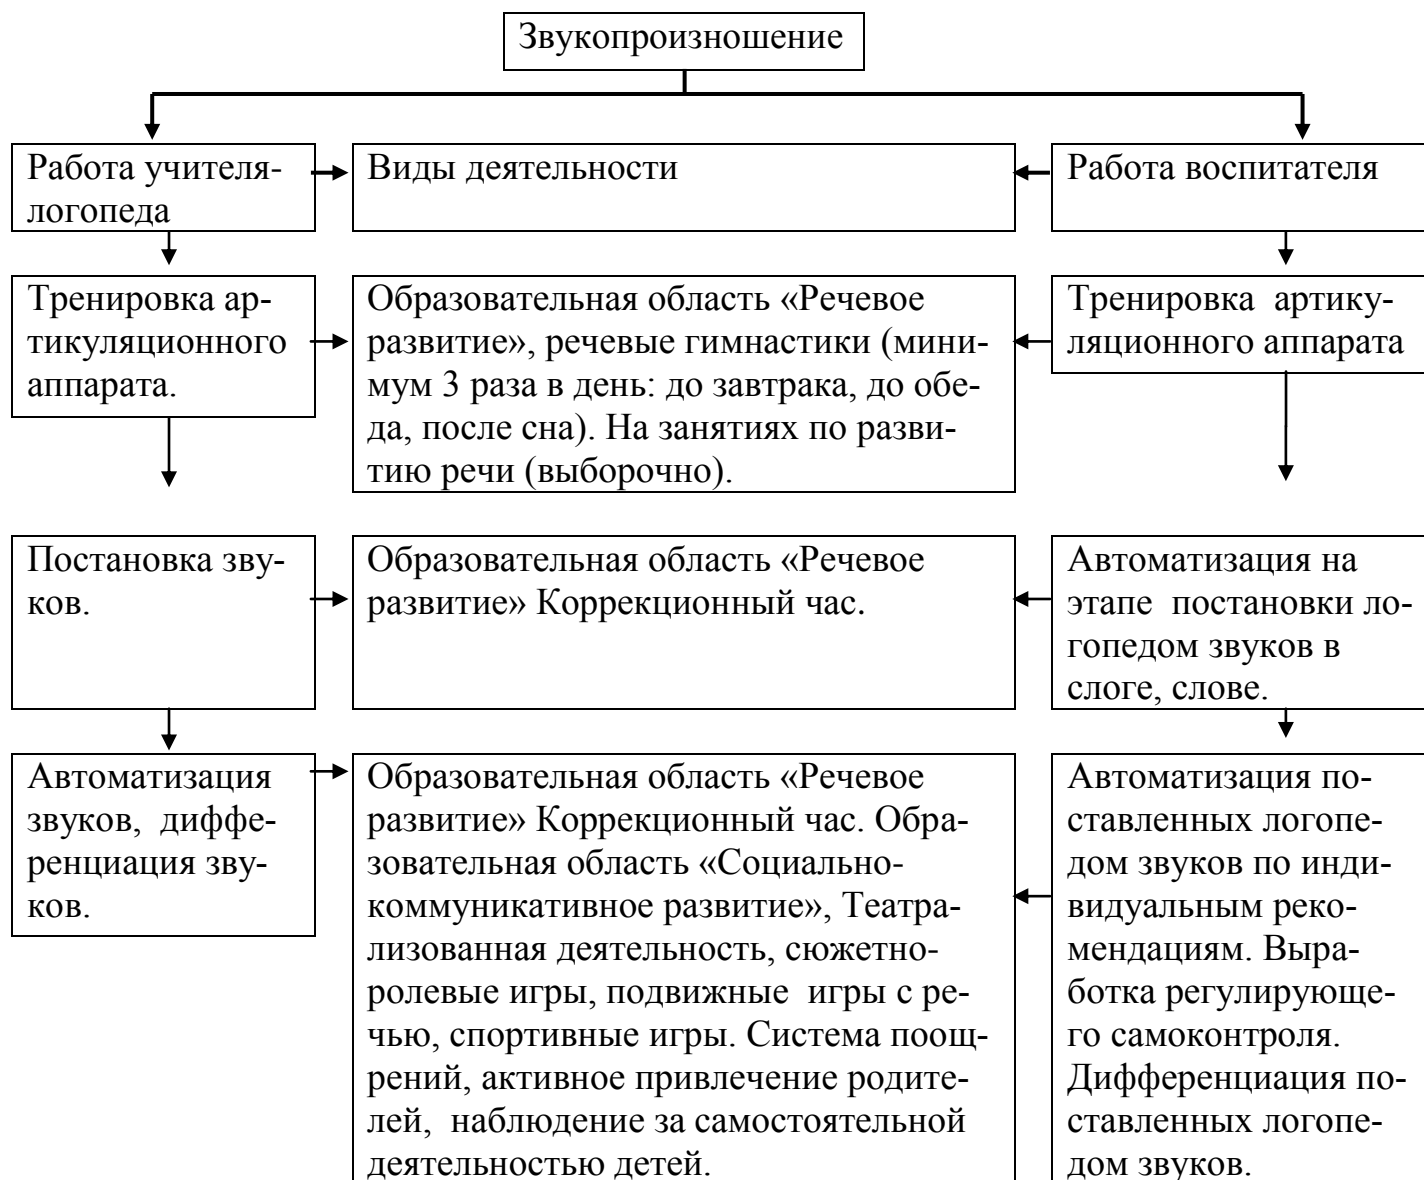 Звукопроизношение
Работа учителя-
логопеда
Виды деятельности
Работа воспитателя
Тренировка ар-
тикуляционного
аппарата.
Образовательная область «Речевое
развитие», речевые гимнастики (мини-
мум 3 раза в день: до завтрака, до обе-
да, после сна). На занятиях по разви-
тию речи (выборочно).
Тренировка  артику-
ляционного аппарата
Постановка зву-
ков.
Образовательная область «Речевое
развитие» Коррекционный час.
Автоматизация на
этапе  постановки ло-
гопедом звуков в
слоге, слове.
Автоматизация
звуков,  диффе-
ренциация зву-
ков.
Образовательная область «Речевое
развитие» Коррекционный час. Обра-
зовательная область «Социально-
коммуникативное развитие», Театра-
лизованная деятельность, сюжетно-
ролевые игры, подвижные  игры с ре-
чью, спортивные игры. Система поощ-
рений, активное привлечение родите-
лей,  наблюдение за самостоятельной
деятельностью детей.
Автоматизация по-
ставленных логопе-
дом звуков по инди-
видуальным реко-
мендациям. Выра-
ботка регулирующе-
го самоконтроля.
Дифференциация по-
ставленных логопе-
дом звуков.